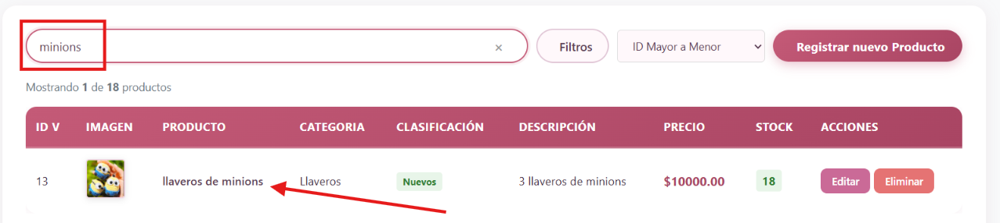 minions ×
Filtros
ID Mayor a Menor
Registrar nuevo Producto
Mostrando 1 de 18 productos
ID V IMAGEN PRODUCTO CATEGORIA CLASIFICACIÓN DESCRIPCIÓN PRECIO STOCK ACCIONES
13 llaveros de minions Llaveros Nuevos 3 llaveros de minions $10000.00 18 Editar Eliminar